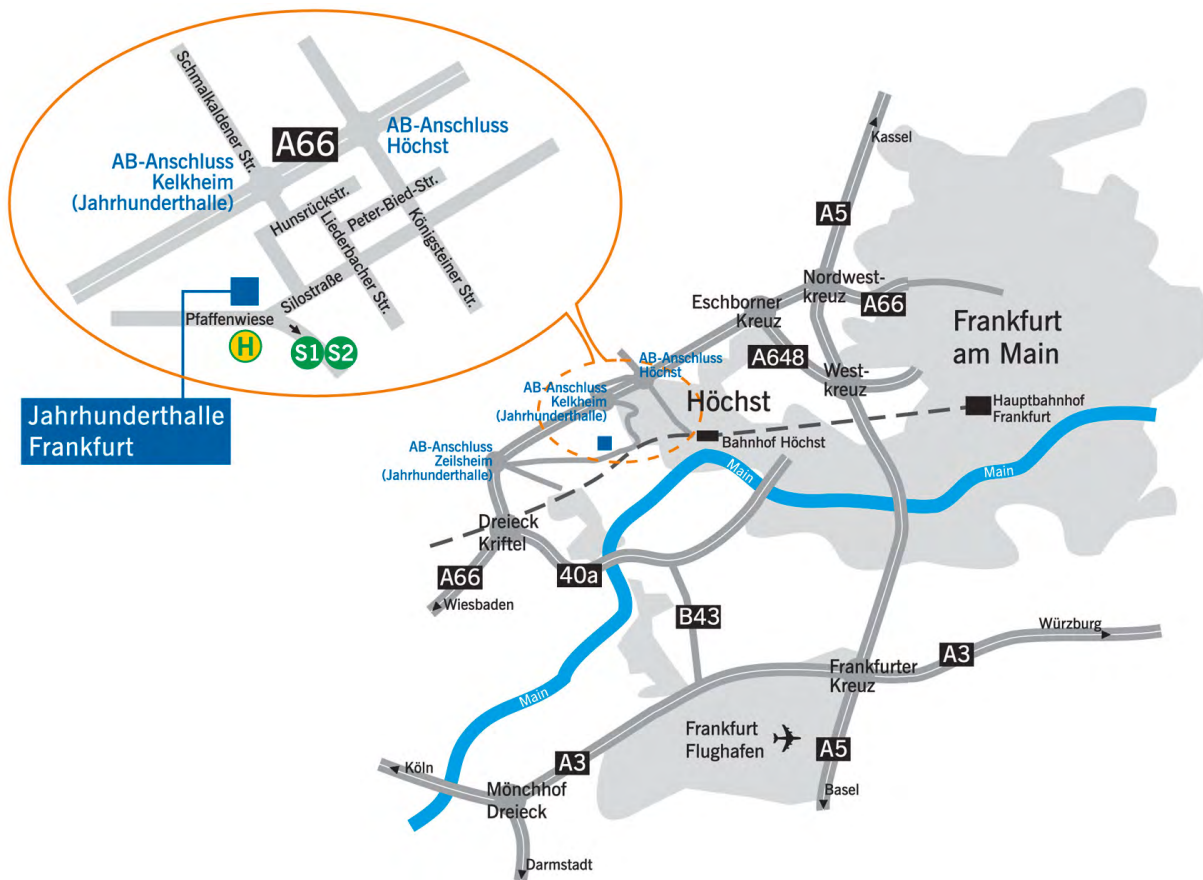 Schmalkaldener Str.
A66
AB-Anschluss
Höchst
AB-Anschluss
Kelkheim
(Jahrhunderthalle)
Hunsrückstr.
Peter-Bied-Str.
Liederbacher Str.
Königsteiner Str.
Silostraße
Pfaffenwiese
H
S1 S2
Jahrhunderthalle
Frankfurt
Kassel
A5
Nordwest-
kreuz
A66
Eschborner
Kreuz
A648
West-
kreuz
Frankfurt
am Main
AB-Anschluss
Höchst
AB-Anschluss
Kelkheim
(Jahrhunderthalle)
Höchst
Hauptbahnhof
Frankfurt
Bahnhof Höchst
AB-Anschluss
Zeilsheim
(Jahrhunderthalle)
Main
Dreieck
Kriftel
A66
Wiesbaden
40a
B43
Würzburg
A3
Frankfurter
Kreuz
Main
Frankfurt
Flughafen
A5
A3
Köln
Mönchhof
Dreieck
Basel
Darmstadt